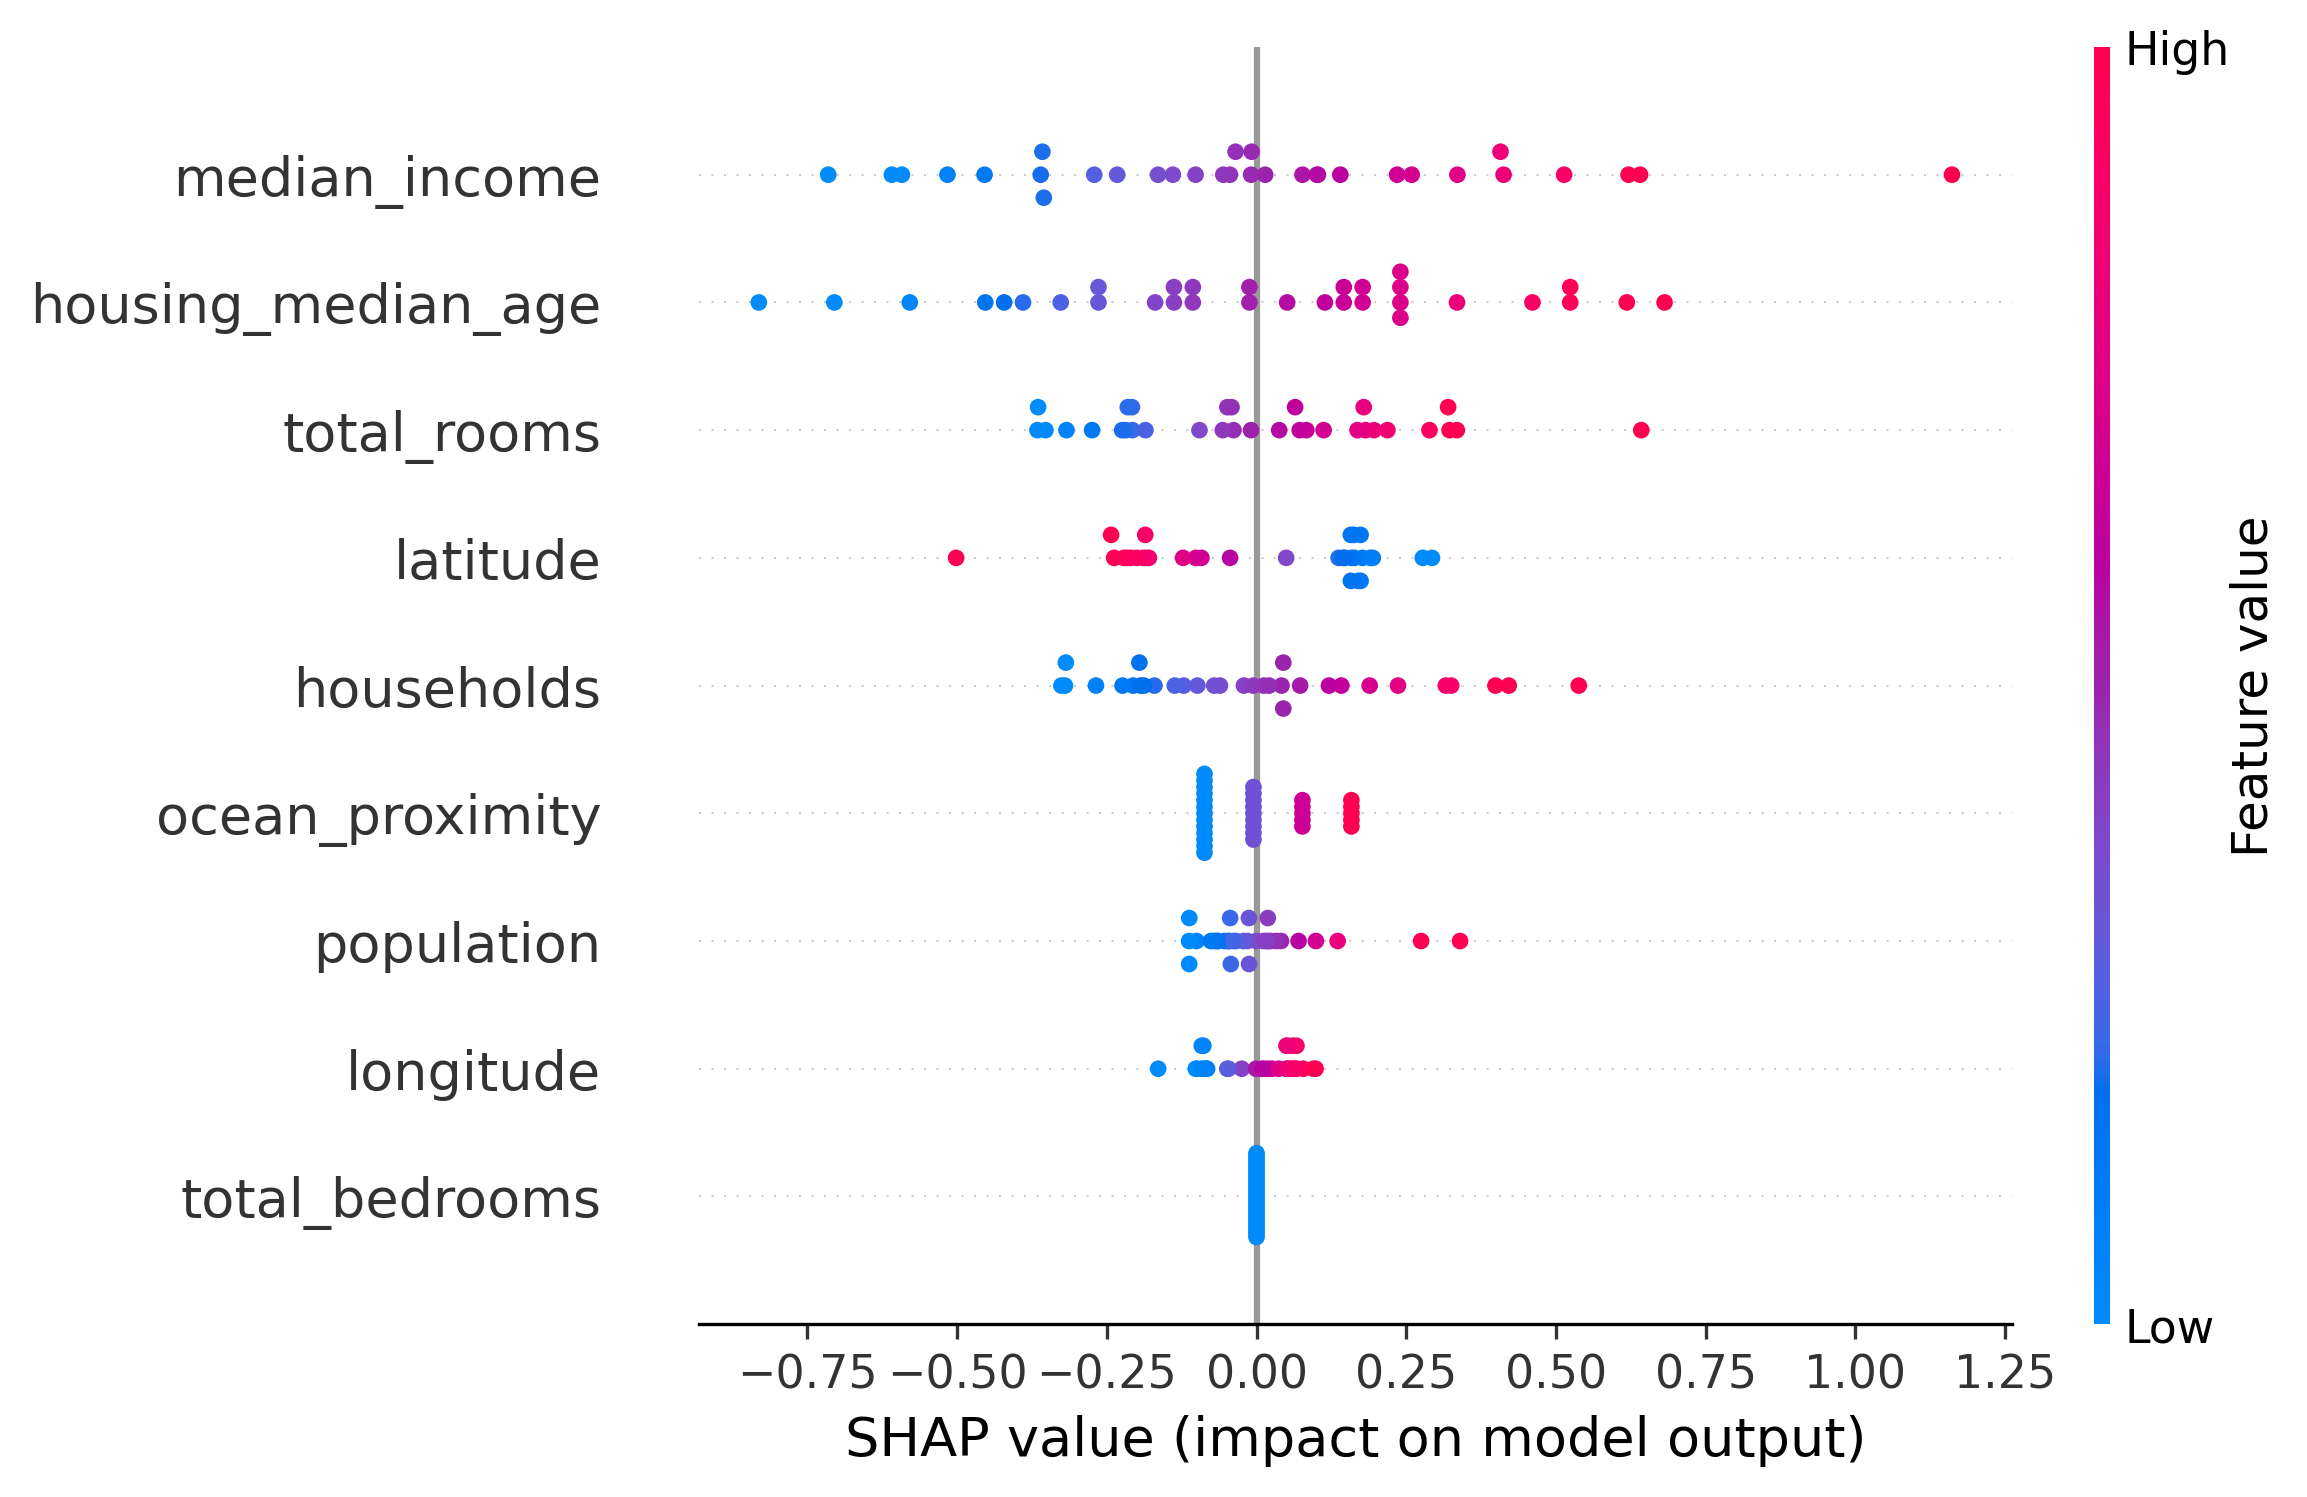 High
median_income
housing_median_age
total_rooms
latitude
households
ocean_proximity
population
longitude
total_bedrooms
Feature value
Low
−0.75 −0.50 −0.25 0.00 0.25 0.50 0.75 1.00 1.25
SHAP value (impact on model output)